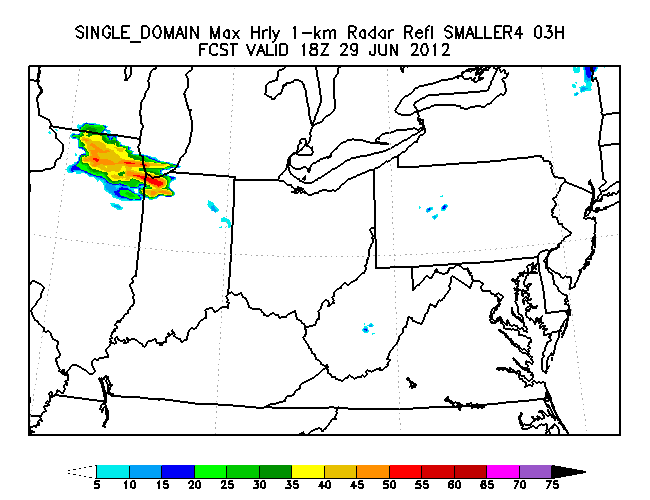 SINGLE_DOMAIN Max Hrly 1-km Radar Refl SMALLER4 03H
FCST VALID 18Z 29 JUN 2012
5 10 15 20 25 30 35 40 45 50 55 60 65 70 75